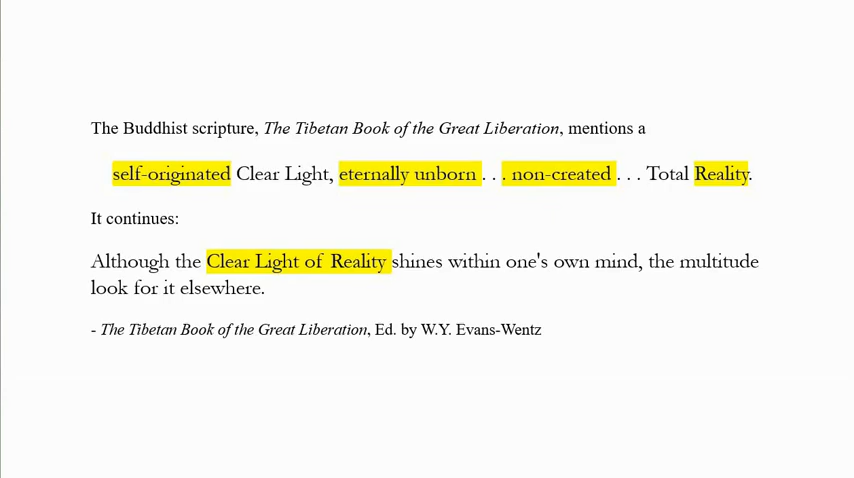 The Buddhist scripture, The Tibetan Book of the Great Liberation, mentions a
self-originated Clear Light, eternally unborn . . . non-created . . . Total Reality.
It continues:
Although the Clear Light of Reality shines within one's own mind, the multitude
look for it elsewhere.
- The Tibetan Book of the Great Liberation, Ed. by W.Y. Evans-Wentz